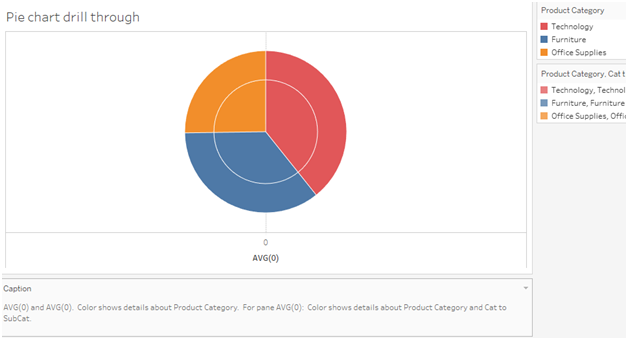 Pie chart drill through
Product Category
Technology
Furniture
Office Supplies
Product Category, Cat t
Technology, Technol
Furniture, Furniture
Office Supplies, Offi
0
AVG(0)
Caption
AVG(0) and AVG(0). Color shows details about Product Category. For pane AVG(0): Color shows details about Product Category and Cat to
SubCat.